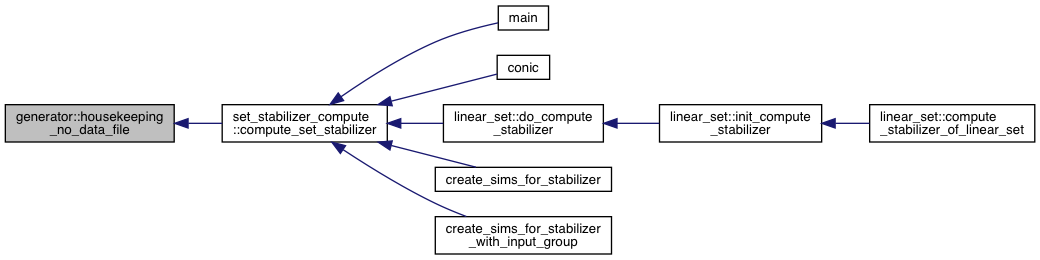 generator::housekeeping
_no_data_file
set_stabilizer_compute
::compute_set_stabilizer
main
conic
linear_set::do_compute
_stabilizer
create_sims_for_stabilizer
create_sims_for_stabilizer
_with_input_group
linear_set::init_compute
_stabilizer
linear_set::compute
_stabilizer_of_linear_set